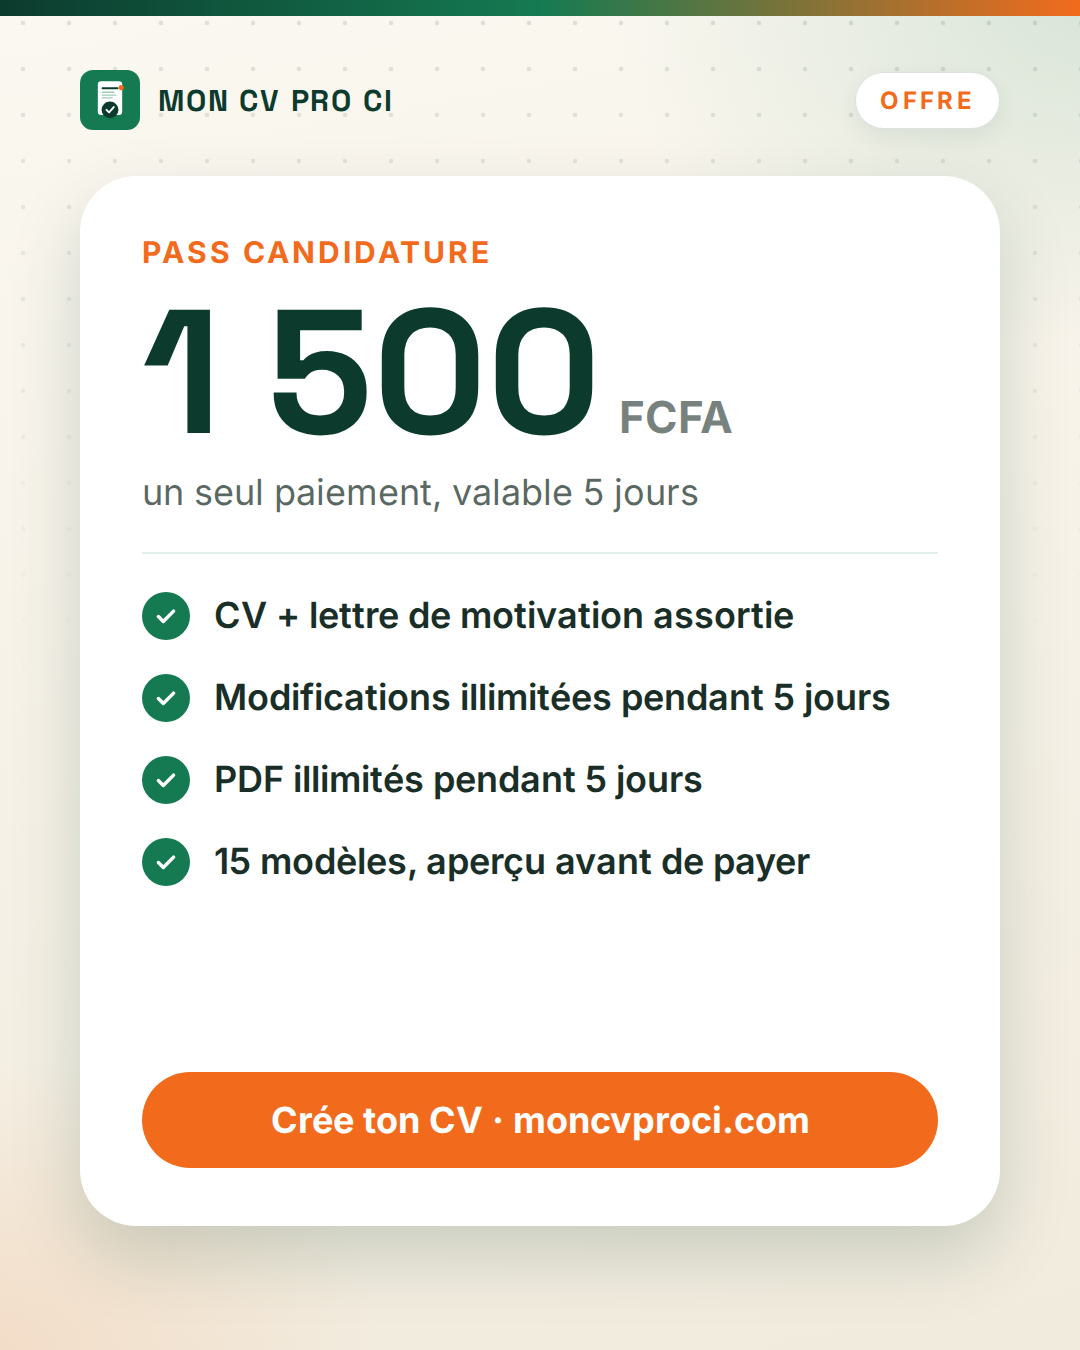 MON CV PRO CI
OFFRE
PASS CANDIDATURE
1 500 FCFA
un seul paiement, valable 5 jours
CV + lettre de motivation assortie
Modifications illimitées pendant 5 jours
PDF illimités pendant 5 jours
15 modèles, aperçu avant de payer
Crée ton CV · moncvproci.com